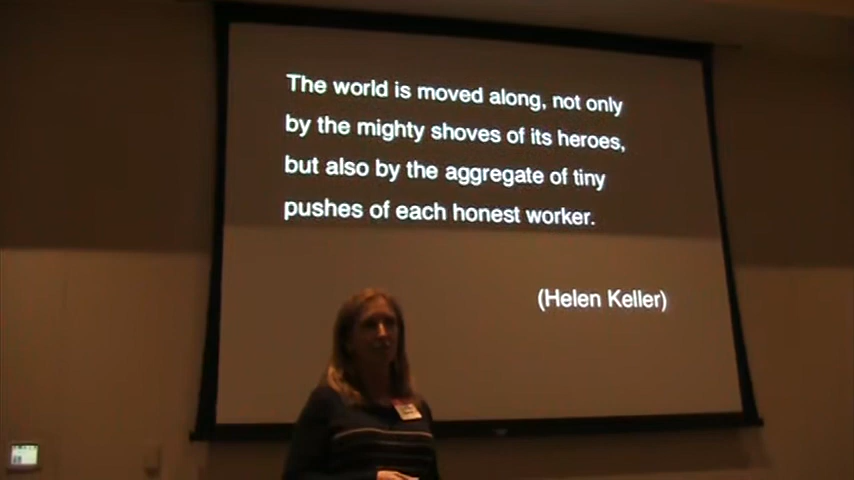 The world is moved along, not only
by the mighty shoves of its heroes,
but also by the aggregate of tiny
pushes of each honest worker.
(Helen Keller)